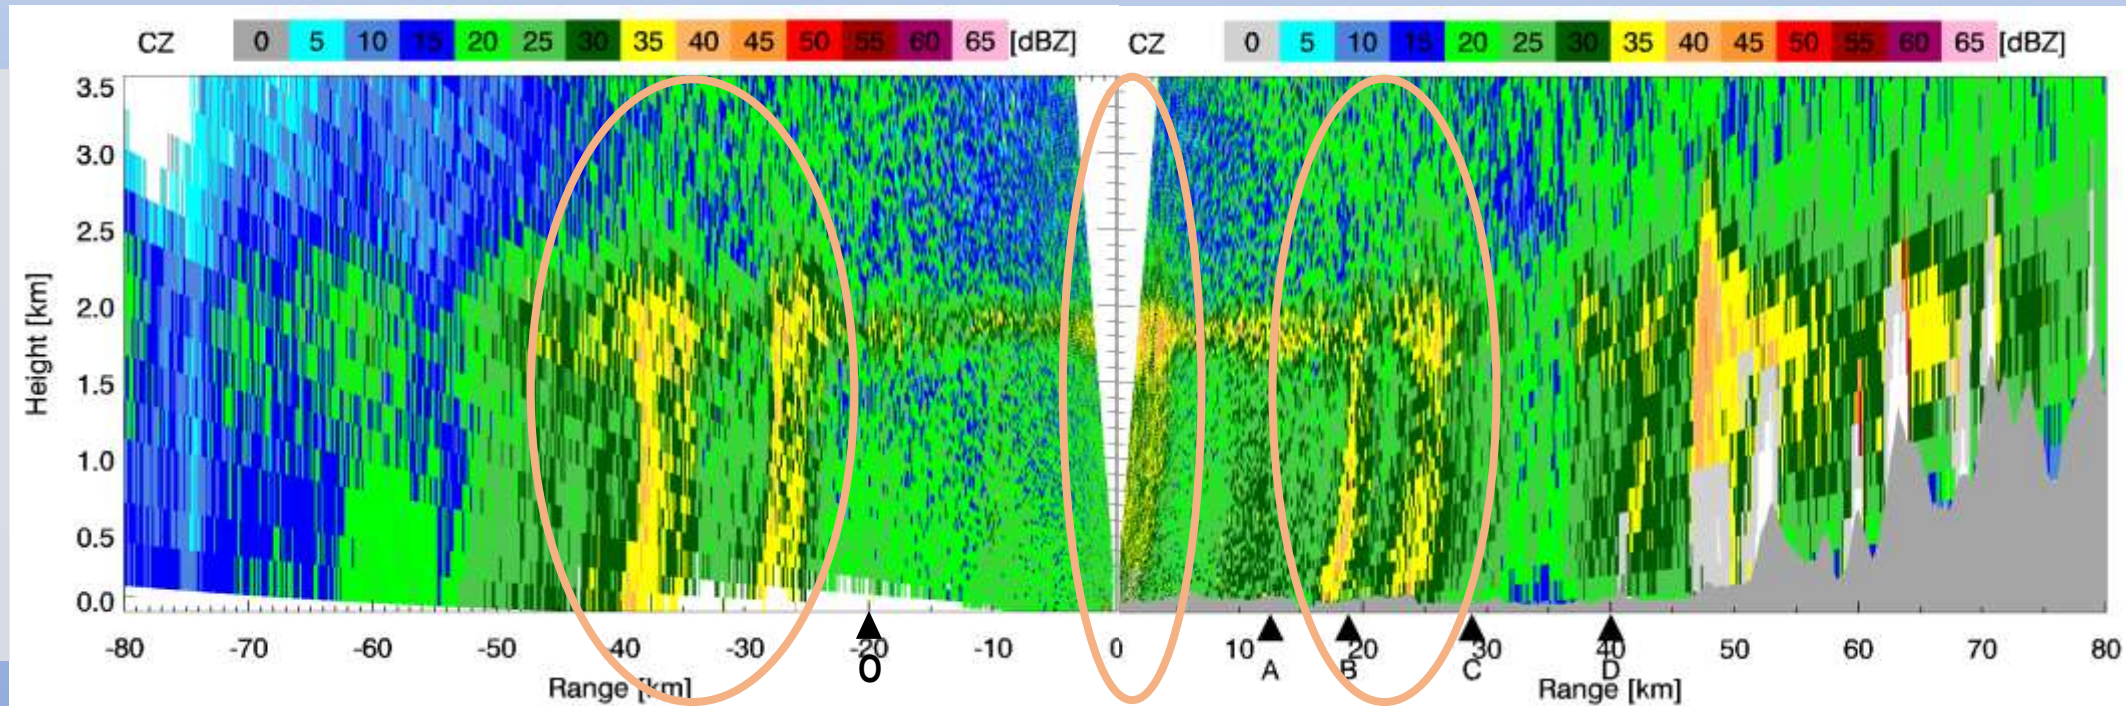 CZ 0 5 10 15 20 25 30 35 40 45 50 55 60 65 [dBZ]
CZ 0 5 10 15 20 25 30 35 40 45 50 55 60 65 [dBZ]
3.5
3.0
2.5
2.0
1.5
1.0
0.5
0.0
Height [km]
-80 -70 -60 -50 -40 -30 -20 -10 0 10 20 30 40 50 60 70 80
O A B C D
Range [km]
Range [km]